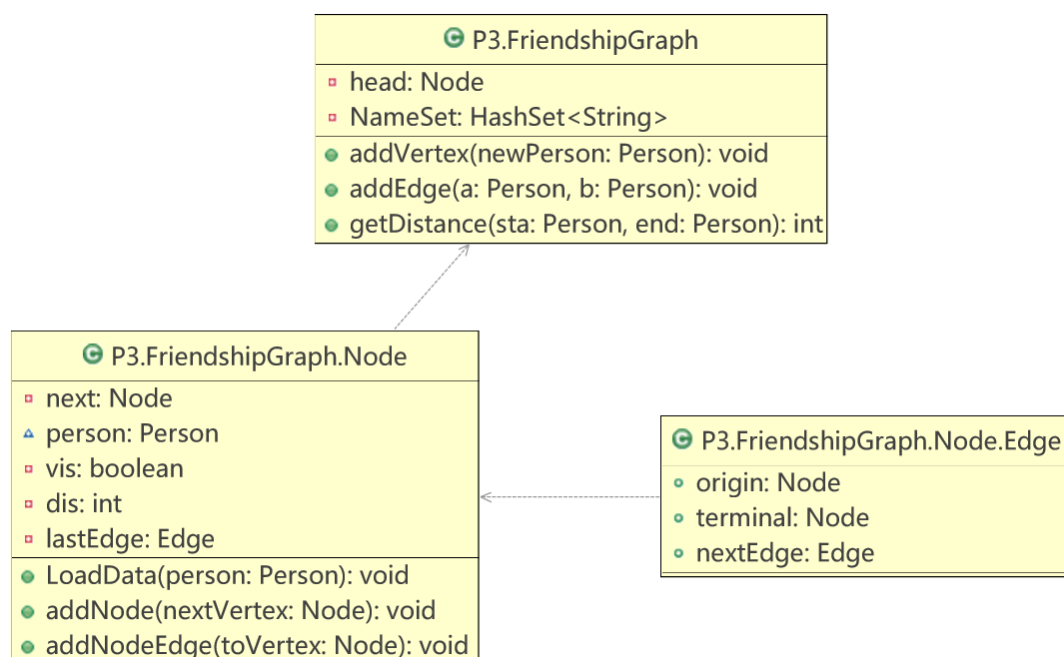 P3.FriendshipGraph
head: Node
NameSet: HashSet<String>
addVertex(newPerson: Person): void
addEdge(a: Person, b: Person): void
getDistance(sta: Person, end: Person): int
P3.FriendshipGraph.Node
next: Node
person: Person
vis: boolean
dis: int
lastEdge: Edge
LoadData(person: Person): void
addNode(nextVertex: Node): void
addNodeEdge(toVertex: Node): void
P3.FriendshipGraph.Node.Edge
origin: Node
terminal: Node
nextEdge: Edge